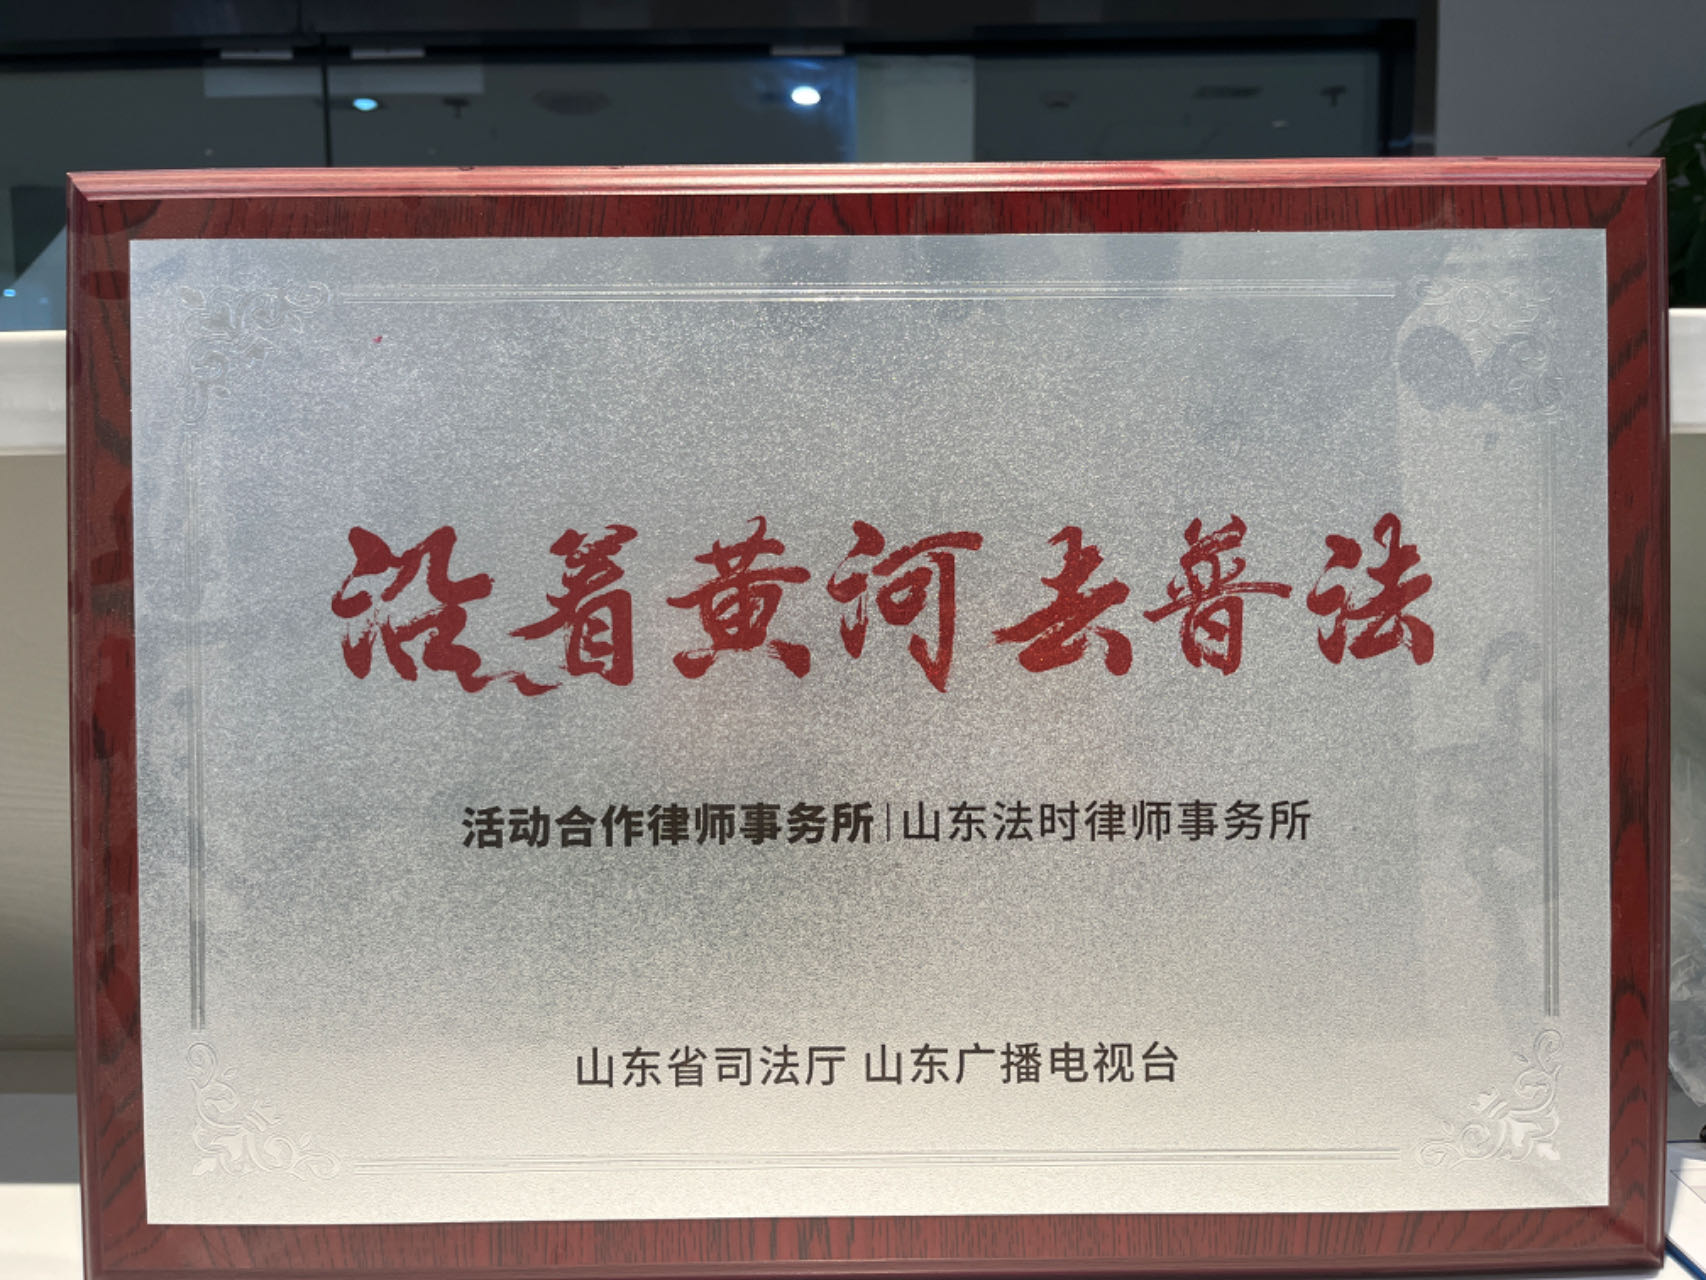 沿着黄河去普法
活动合作律师事务所|山东法时律师事务所
山东省司法厅 山东广播电视台